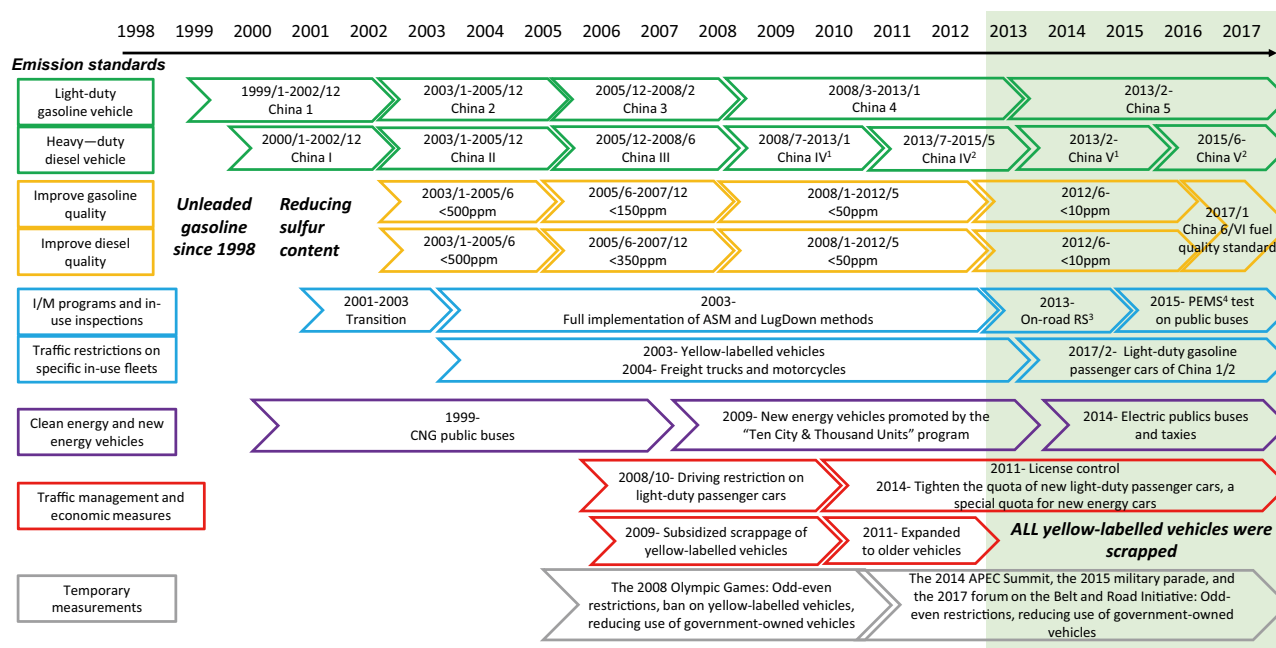 1998 1999 2000 2001 2002 2003 2004 2005 2006 2007 2008 2009 2010 2011 2012 2013 2014 2015 2016 2017
Emission standards
Light-duty
gasoline vehicle
1999/1-2002/12
China 1
2003/1-2005/12
China 2
2005/12-2008/2
China 3
2008/3-2013/1
China 4
2013/2-
China 5
Heavy—duty
diesel vehicle
2000/1-2002/12
China I
2003/1-2005/12
China II
2005/12-2008/6
China III
2008/7-2013/1
China IV¹
2013/7-2015/5
China IV²
2013/2-
China V¹
2015/6-
China V²
Improve gasoline
quality
Unleaded
gasoline
since 1998
Reducing
sulfur
content
2003/1-2005/6
<500ppm
2005/6-2007/12
<150ppm
2008/1-2012/5
<50ppm
2012/6-
<10ppm
2017/1
China 6/VI fuel
quality standard
Improve diesel
quality
2003/1-2005/6
<500ppm
2005/6-2007/12
<350ppm
2008/1-2012/5
<50ppm
2012/6-
<10ppm
I/M programs and in-
use inspections
2001-2003
Transition
2003-
Full implementation of ASM and LugDown methods
2013-
On-road RS³
2015- PEMS⁴ test
on public buses
Traffic restrictions on
specific in-use fleets
2003- Yellow-labelled vehicles
2004- Freight trucks and motorcycles
2017/2- Light-duty gasoline
passenger cars of China 1/2
Clean energy and new
energy vehicles
1999-
CNG public buses
2009- New energy vehicles promoted by the
“Ten City & Thousand Units” program
2014- Electric publics buses
and taxies
Traffic management and
economic measures
2008/10- Driving restriction on
light-duty passenger cars
2011- License control
2014- Tighten the quota of new light-duty passenger cars, a
special quota for new energy cars
2009- Subsidized scrappage of
yellow-labelled vehicles
2011- Expanded
to older vehicles
ALL yellow-labelled vehicles were
scrapped
Temporary
measurements
The 2008 Olympic Games: Odd-even
restrictions, ban on yellow-labelled vehicles,
reducing use of government-owned vehicles
The 2014 APEC Summit, the 2015 military parade, and
the 2017 forum on the Belt and Road Initiative: Odd-
even restrictions, reducing use of government-owned
vehicles